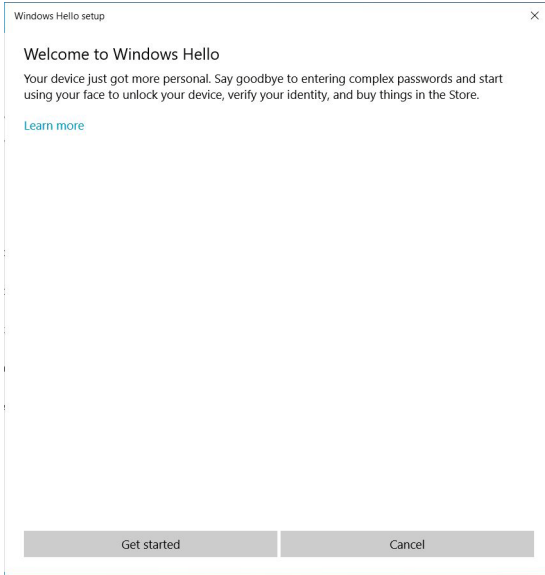 Windows Hello setup
Welcome to Windows Hello
Your device just got more personal. Say goodbye to entering complex passwords and start
using your face to unlock your device, verify your identity, and buy things in the Store.
Learn more
Get started
Cancel